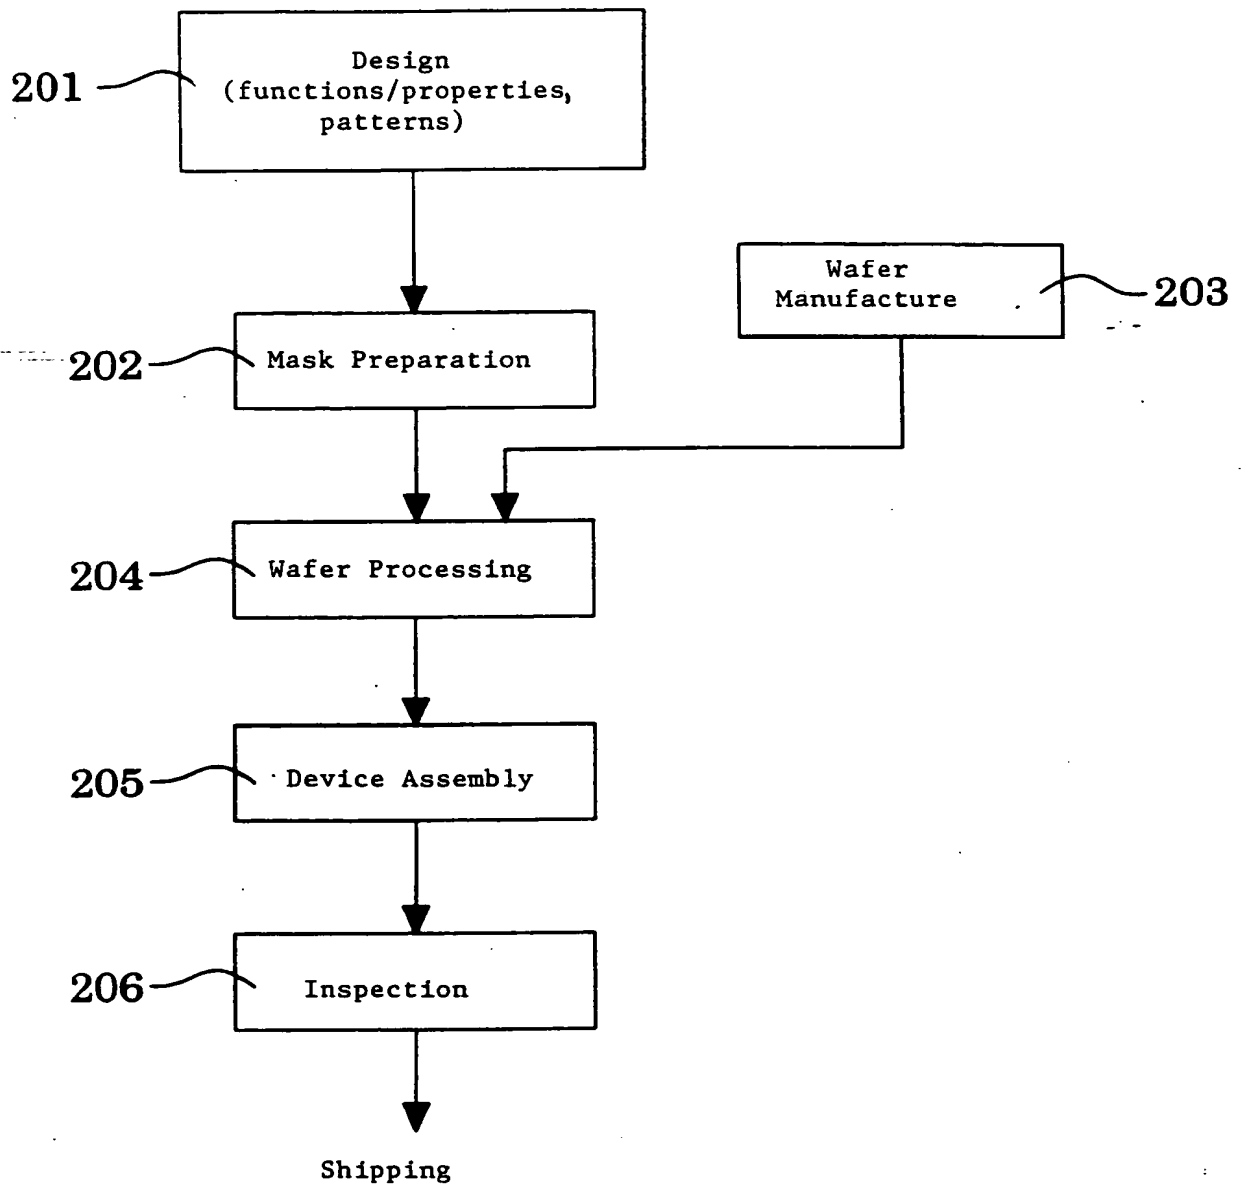 201
Design
(functions/properties,
patterns)
Wafer
Manufacture
203
202
Mask Preparation
204
Wafer Processing
205
Device Assembly
206
Inspection
Shipping